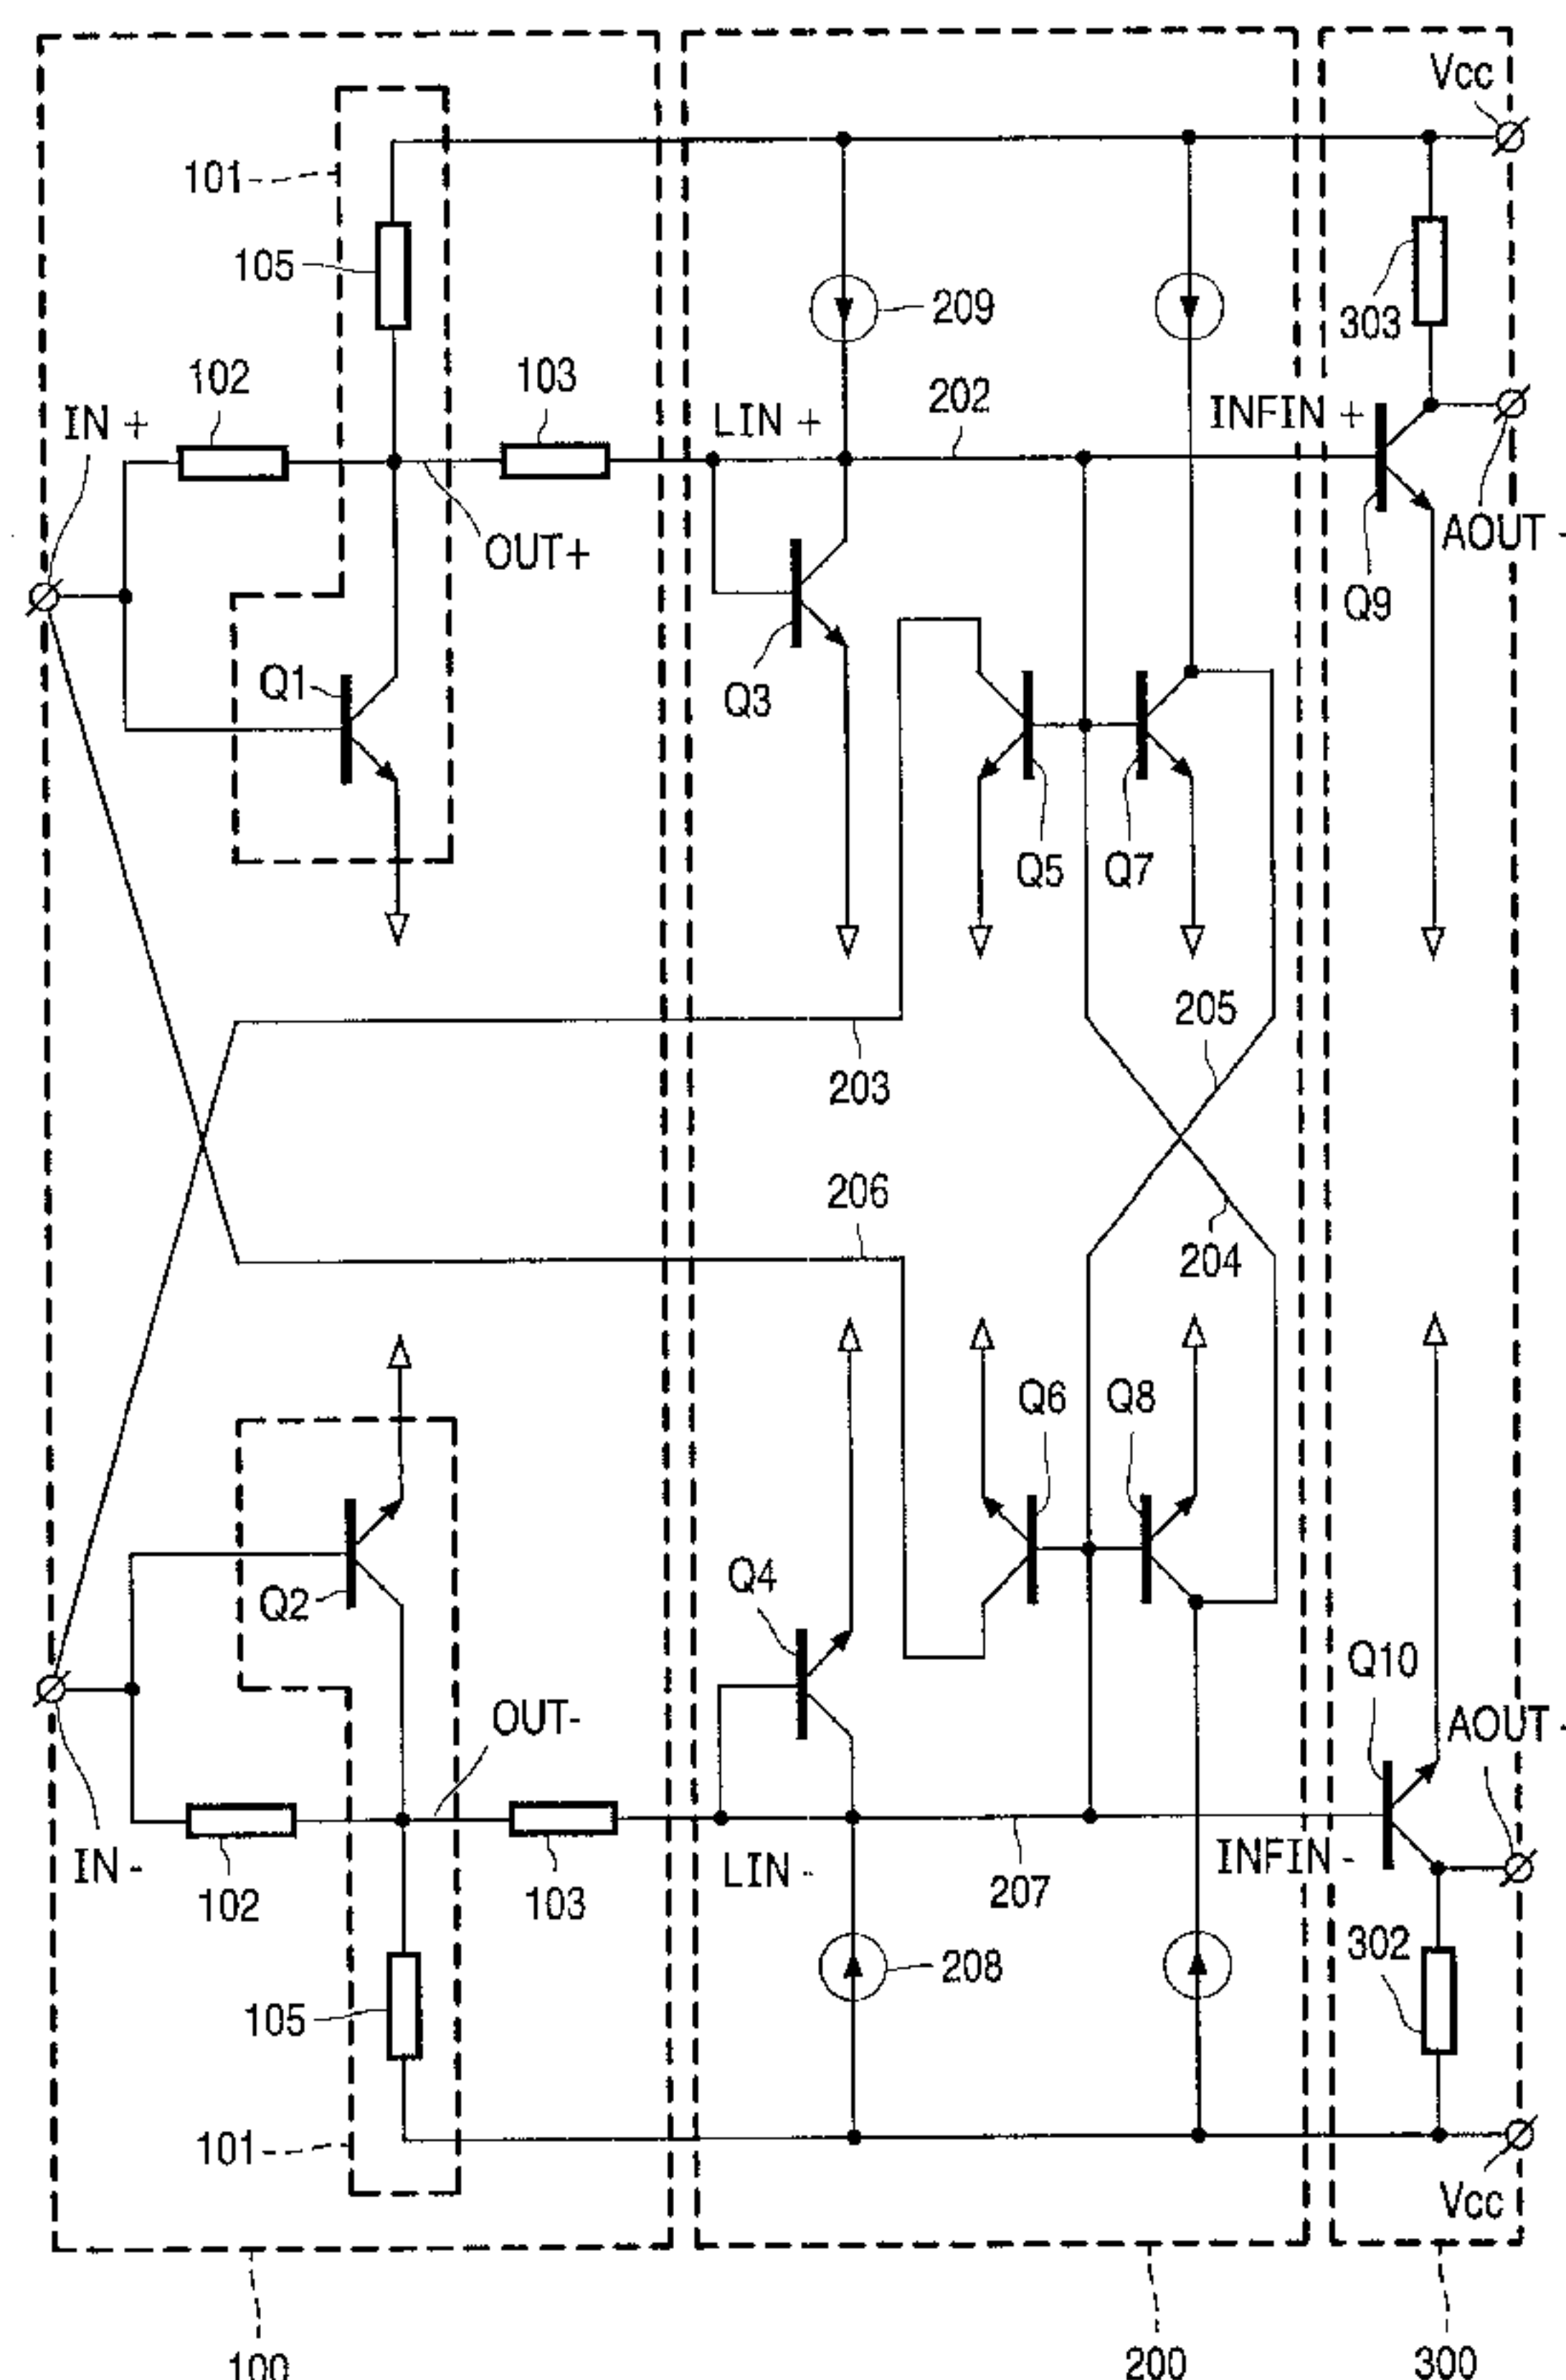 Vcc
101
105
209
303
102
103
IN +
LIN +
202
INFIN +
OUT+
AOUT -
Q9
Q1
Q3
Q5
Q7
205
203
206
204
Q6
Q8
Q4
Q2
Q10
OUT-
AOUT -
IN -
102
103
LIN -
207
INFIN -
208
302
105
101
Vcc
100
200
300